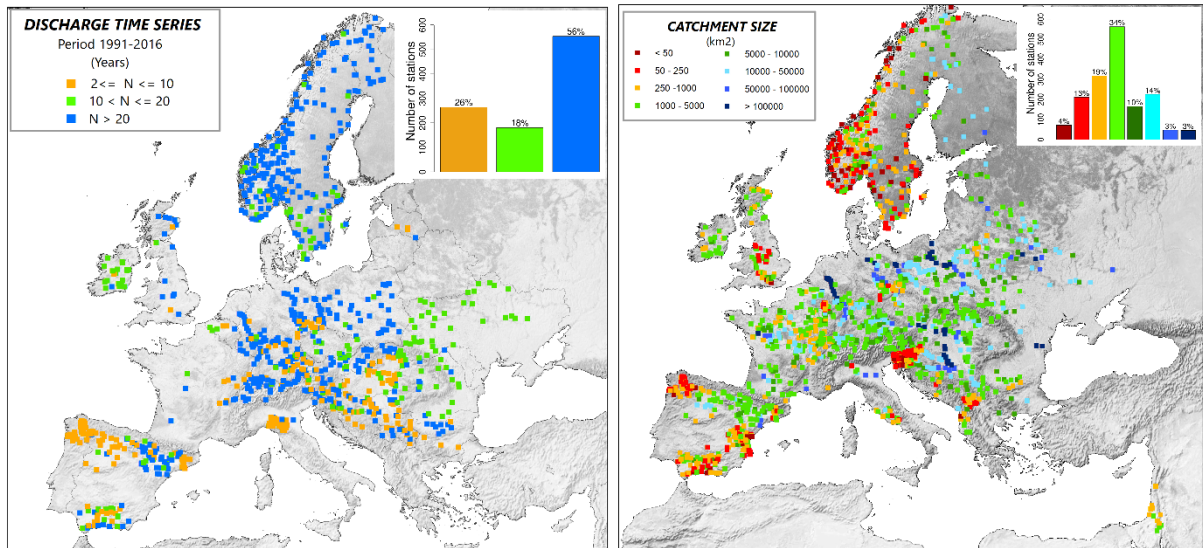 DISCHARGE TIME SERIES
Period 1991-2016
(Years)
2<= N <= 10
10 < N <= 20
N > 20
Number of stations
0 100 200 300 400 500 600
26%
18%
56%
CATCHMENT SIZE
(km2)
< 50
50 - 250
250 -1000
1000 - 5000
5000 - 10000
10000 - 50000
50000 - 100000
> 100000
Number of stations
0 100 200 300 400 500 600
4%
13%
19%
34%
10%
14%
3%
3%